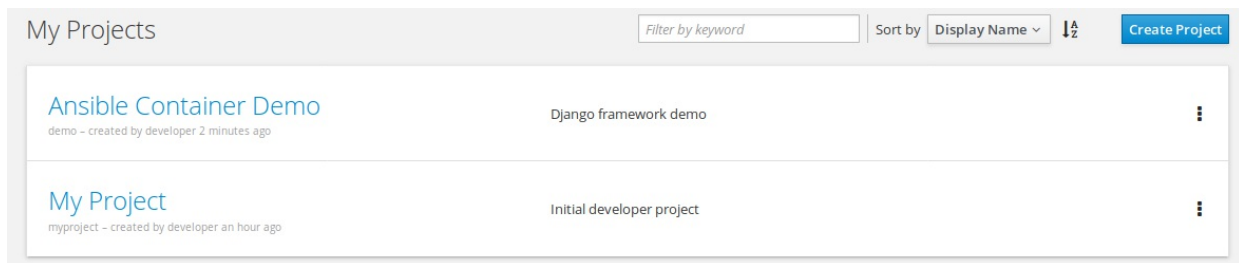 My Projects
Filter by keyword
Sort by Display Name
A
Z
Create Project
Ansible Container Demo
demo – created by developer 2 minutes ago
Django framework demo
My Project
myproject – created by developer an hour ago
Initial developer project